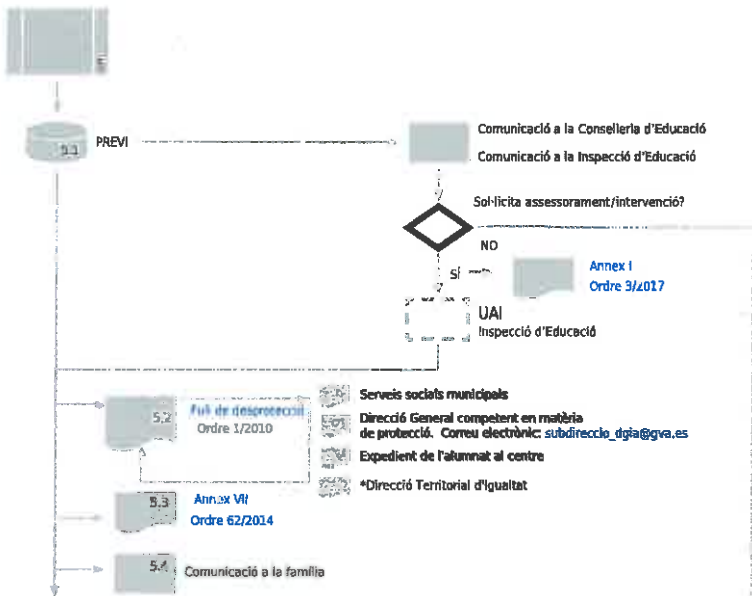 5.1
PREVI
Comunicació a la Conselleria d'Educació
Comunicació a la Inspecció d'Educació
Sol·licita assessorament/intervenció?
NO
SÍ
Annex I
Ordre 3/2017
UAI
Inspecció d'Educació
5.2
Full de desprotecció
Ordre 1/2010
Serveis socials municipals
Direcció General competent en matèria
de protecció. Correu electrònic: subdireccio_dgia@gva.es
Expedient de l'alumnat al centre
*Direcció Territorial d'Igualtat
5.3
Annex VII
Ordre 62/2014
5.4
Comunicació a la família